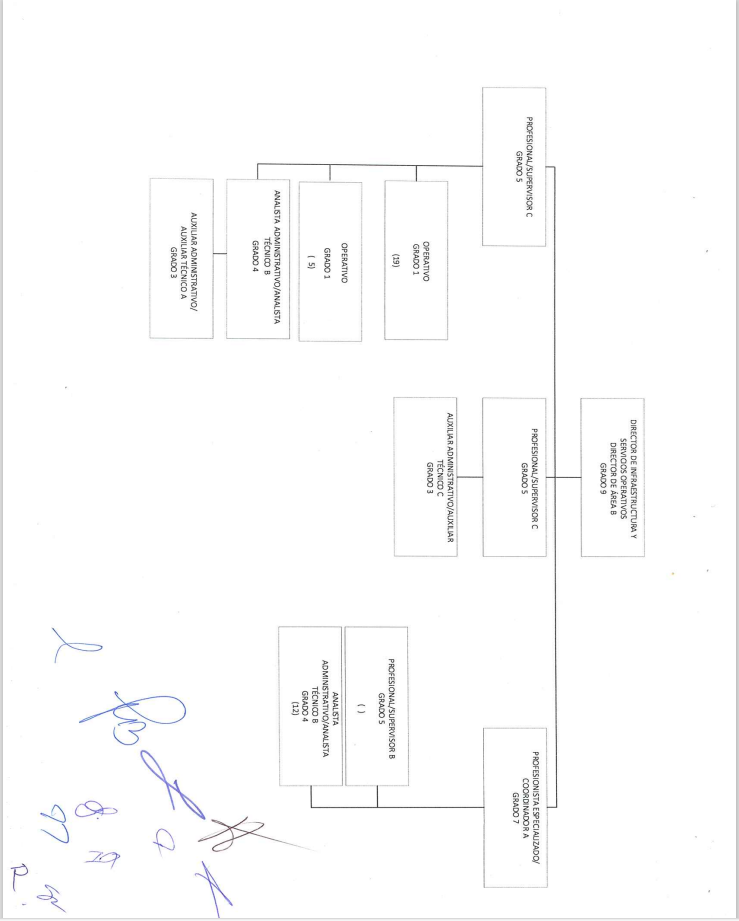 DIRECTOR DE INFRAESTRUCTURA Y
SERVICIOS OPERATIVOS
DIRECTOR DE ÁREA B
GRADO 9
PROFESIONAL/SUPERVISOR C
GRADO 5
PROFESIONAL/SUPERVISOR C
GRADO 5
PROFESIONISTA ESPECIALIZADO/
COORDINADOR A
GRADO 7
OPERATIVO
GRADO 1
(19)
OPERATIVO
GRADO 1
( 5)
ANALISTA ADMINISTRATIVO/ANALISTA
TÉCNICO B
GRADO 4
AUXILIAR ADMINISTRATIVO/
AUXILIAR TÉCNICO A
GRADO 3
AUXILIAR ADMINISTRATIVO/AUXILIAR
TÉCNICO C
GRADO 3
PROFESIONAL/SUPERVISOR B
GRADO 5
( )
ANALISTA
ADMINISTRATIVO/ANALISTA
TÉCNICO B
GRADO 4
(12)